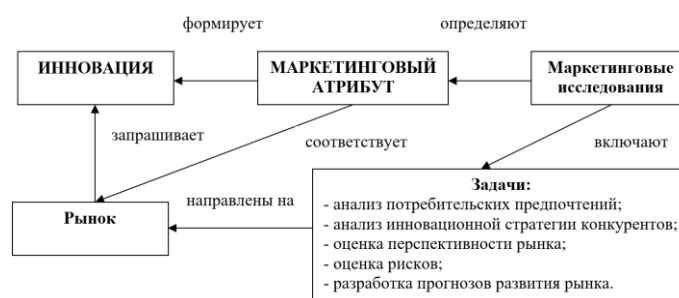 формирует
определяют
ИННОВАЦИЯ
МАРКЕТИНГОВЫЙ
АТРИБУТ
Маркетинговые
исследования
запрашивает
соответствует
включают
Рынок
направлены на
Задачи:
- анализ потребительских предпочтений;
- анализ инновационной стратегии конкурентов;
- оценка перспективности рынка;
- оценка рисков;
- разработка прогнозов развития рынка.